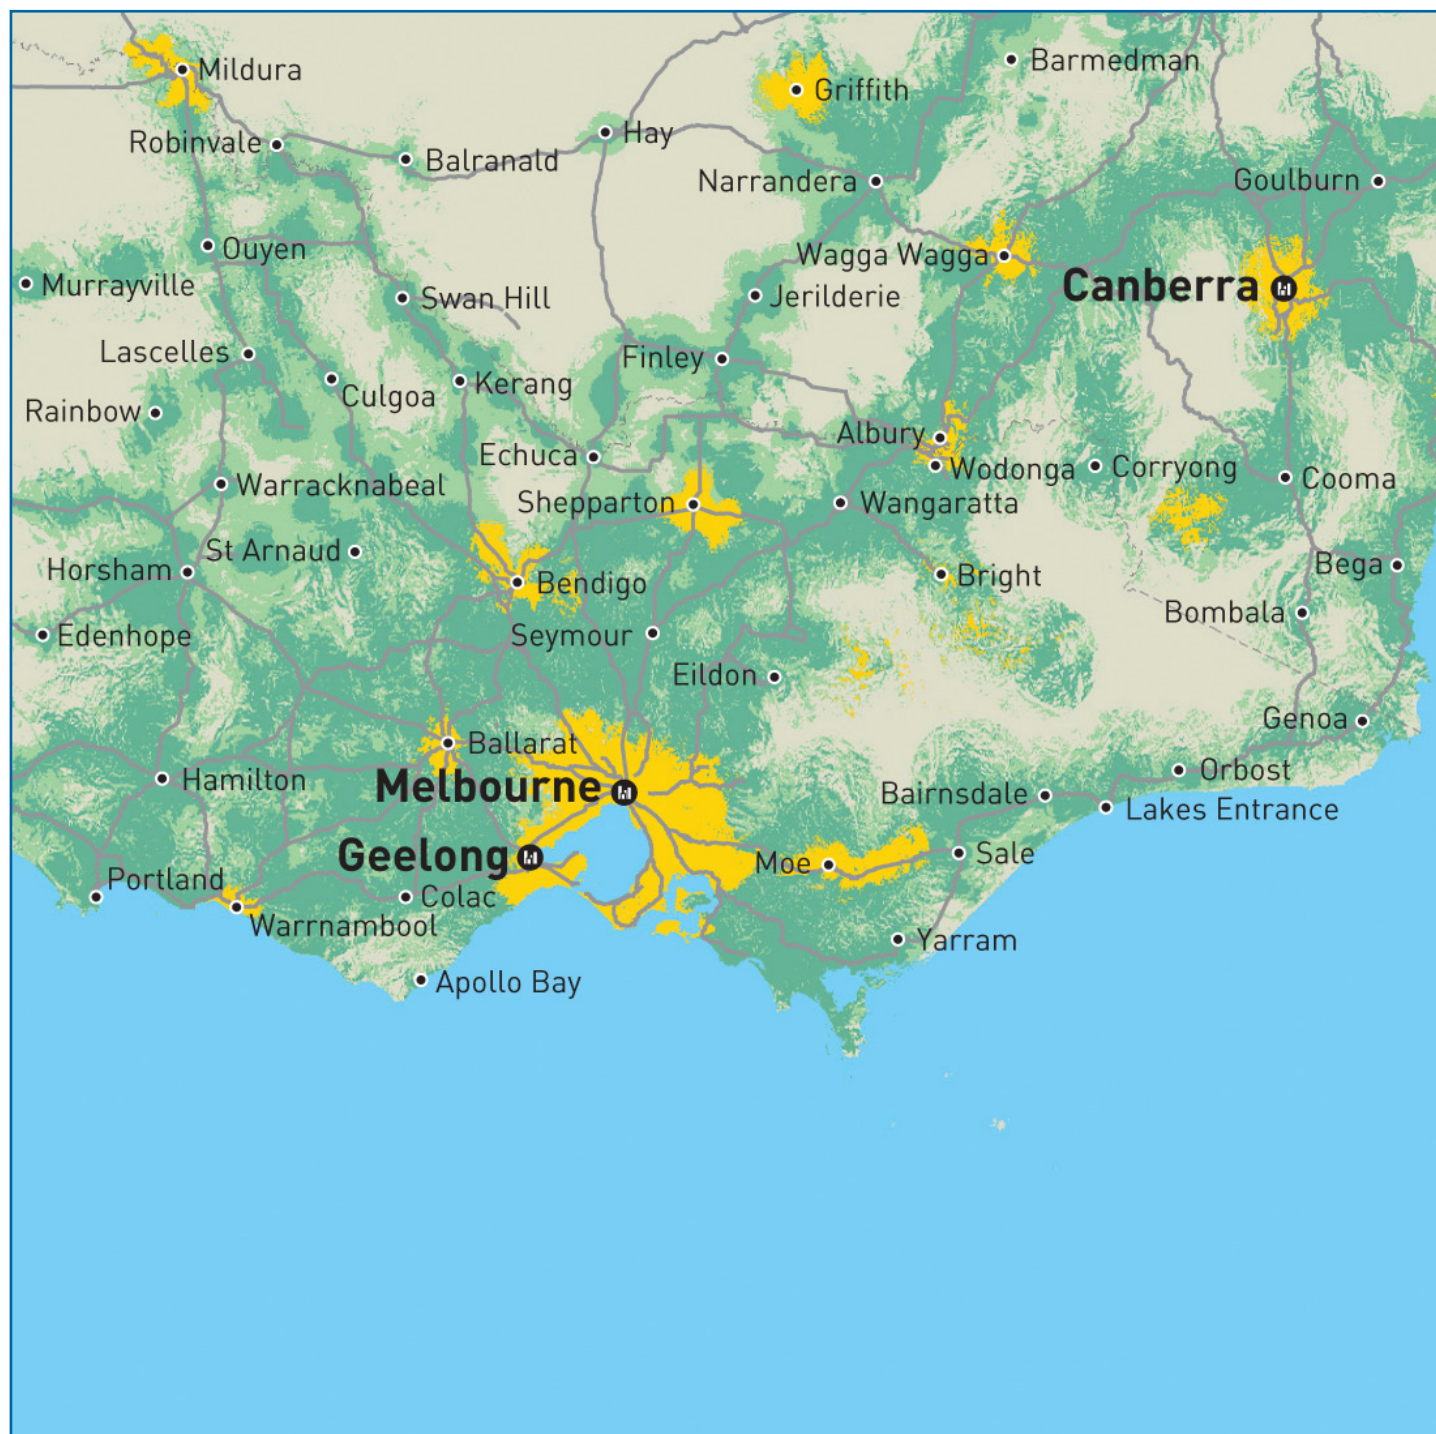 Barmedman
Mildura
Griffith
Hay
Robinvale
Balranald
Narrandera
Goulburn
Ouyen
Wagga Wagga
Murrayville
Canberra
Swan Hill
Jerilderie
Lascelles
Finley
Culgoa
Kerang
Rainbow
Albury
Echuca
Wodonga
Corryong
Cooma
Warracknabeal
Shepparton
Wangaratta
St Arnaud
Horsham
Bendigo
Bright
Bega
Edenhope
Seymour
Bombala
Eildon
Genoa
Ballarat
Orbost
Hamilton
Melbourne
Bairnsdale
Lakes Entrance
Geelong
Moe
Sale
Portland
Colac
Warrnambool
Yarram
Apollo Bay